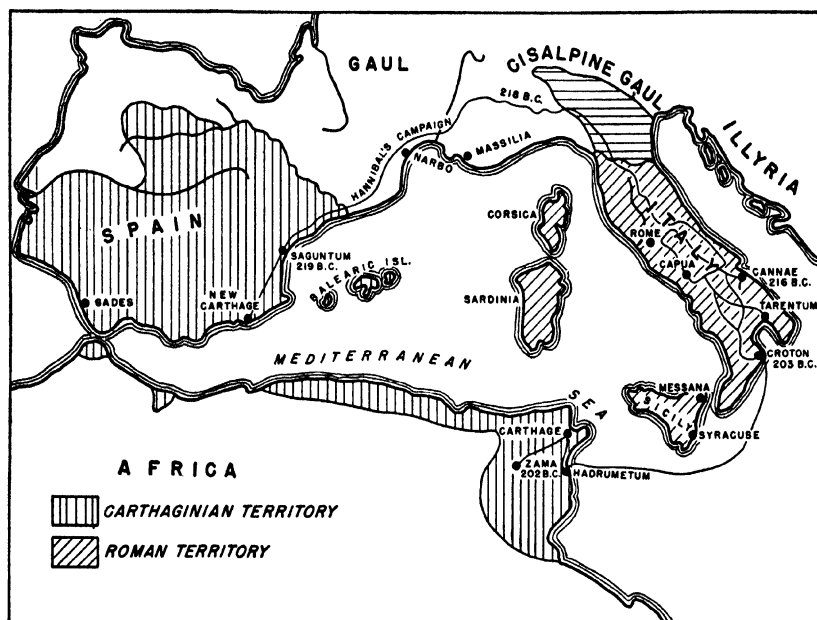 GAUL
CISALPINE GAUL
218 B.C.
ILLYRIA
HANNIBAL'S CAMPAIGN
NARBO
MASSILIA
SPAIN
CORSICA
ITALY
ROME
SAGUNTUM
219 B.C.
BALEARIC ISL.
CAPUA
CANNAE
216 B.C.
GADES
NEW
CARTHAGE
SARDINIA
TARENTUM
MEDITERRANEAN
SEA
CROTON
203 B.C.
MESSANA
SICILY
CARTHAGE
SYRACUSE
ZAMA
202 B.C.
HADRUMETUM
AFRICA
CARTHAGINIAN TERRITORY
ROMAN TERRITORY